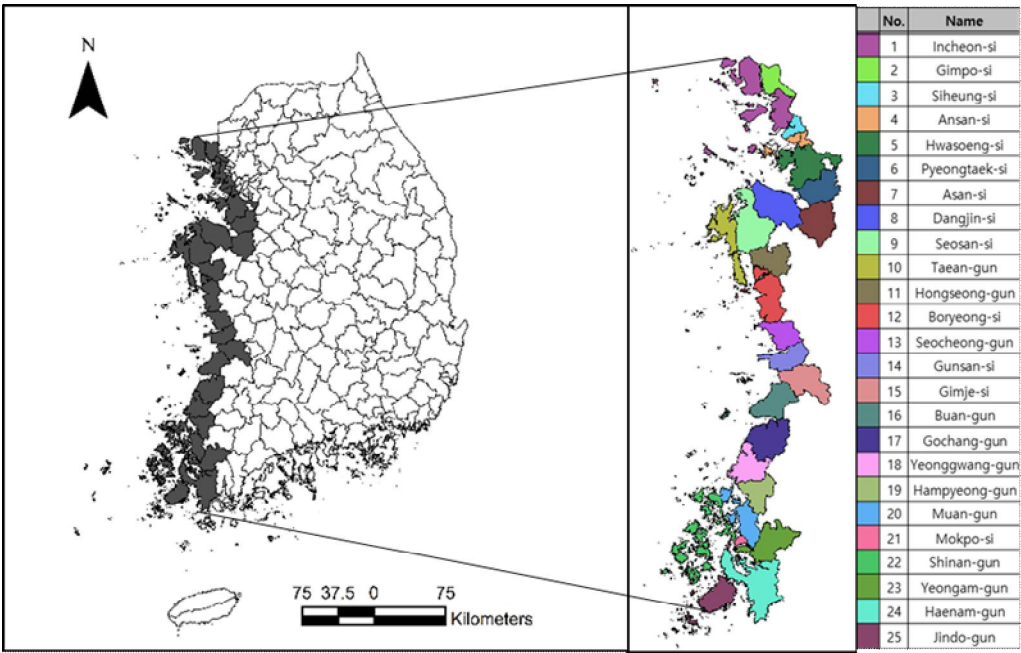 N
75 37.5 0 75
Kilometers
No. Name
1 Incheon-si
2 Gimpo-si
3 Siheung-si
4 Ansan-si
5 Hwasoeng-si
6 Pyeongtaek-si
7 Asan-si
8 Dangjin-si
9 Seosan-si
10 Taean-gun
11 Hongseong-gun
12 Boryeong-si
13 Seocheong-gun
14 Gunsan-si
15 Gimje-si
16 Buan-gun
17 Gochang-gun
18 Yeonggwang-gun
19 Hampyeong-gun
20 Muan-gun
21 Mokpo-si
22 Shinan-gun
23 Yeongam-gun
24 Haenam-gun
25 Jindo-gun